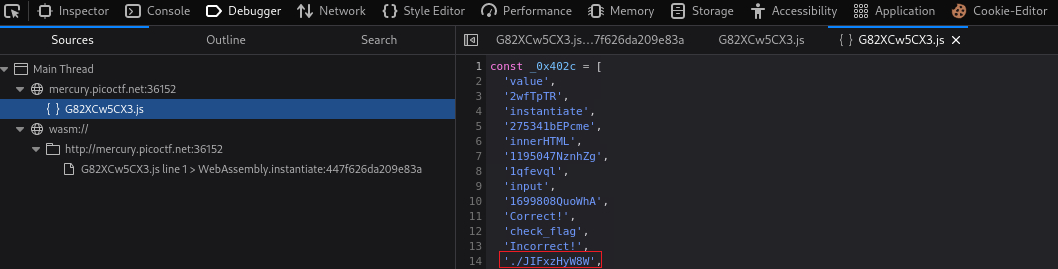 Inspector Console Debugger Network Style Editor Performance Memory Storage Accessibility Application Cookie-Editor
Sources Outline Search
G82XCw5CX3.js…7f626da209e83a G82XCw5CX3.js { } G82XCw5CX3.js
Main Thread
mercury.picoctf.net:36152
{ } G82XCw5CX3.js
wasm://
http://mercury.picoctf.net:36152
G82XCw5CX3.js line 1 > WebAssembly.instantiate:447f626da209e83a
1 const _0x402c = [
2 'value',
3 '2wfTpTR',
4 'instantiate',
5 '275341bEPcme',
6 'innerHTML',
7 '1195047NznhZg',
8 '1qfevql',
9 'input',
10 '1699808QuoWhA',
11 'Correct!',
12 'check_flag',
13 'Incorrect!',
14 './JIFxzHyW8W',